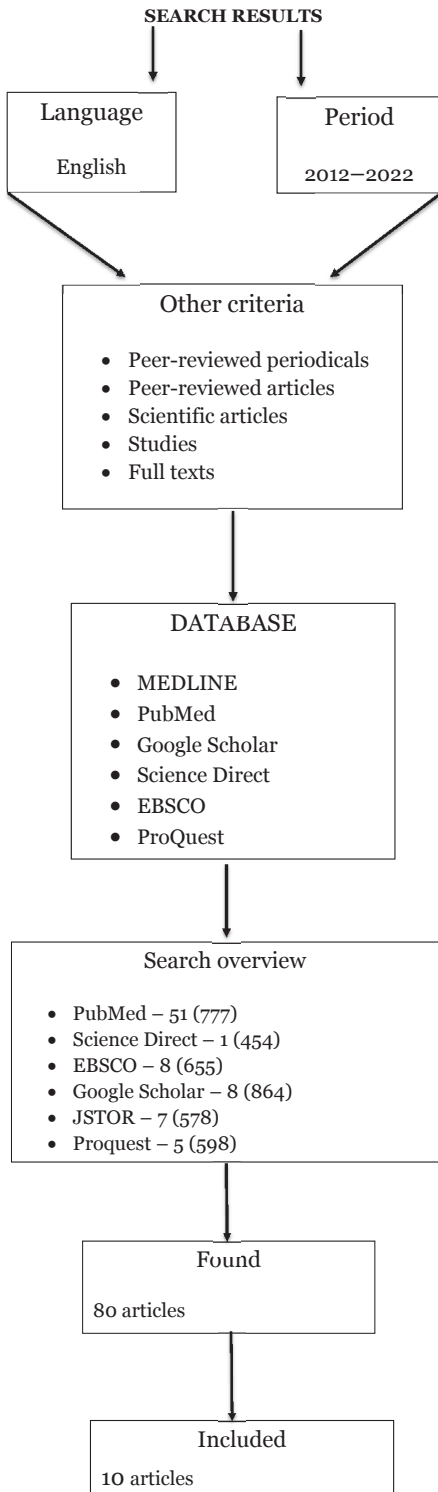 SEARCH RESULTS
Language
English
Period
2012–2022
Other criteria
• Peer-reviewed periodicals
• Peer-reviewed articles
• Scientific articles
• Studies
• Full texts
DATABASE
• MEDLINE
• PubMed
• Google Scholar
• Science Direct
• EBSCO
• ProQuest
Search overview
• PubMed – 51 (777)
• Science Direct – 1 (454)
• EBSCO – 8 (655)
• Google Scholar – 8 (864)
• JSTOR – 7 (578)
• Proquest – 5 (598)
Found
80 articles
Included
10 articles